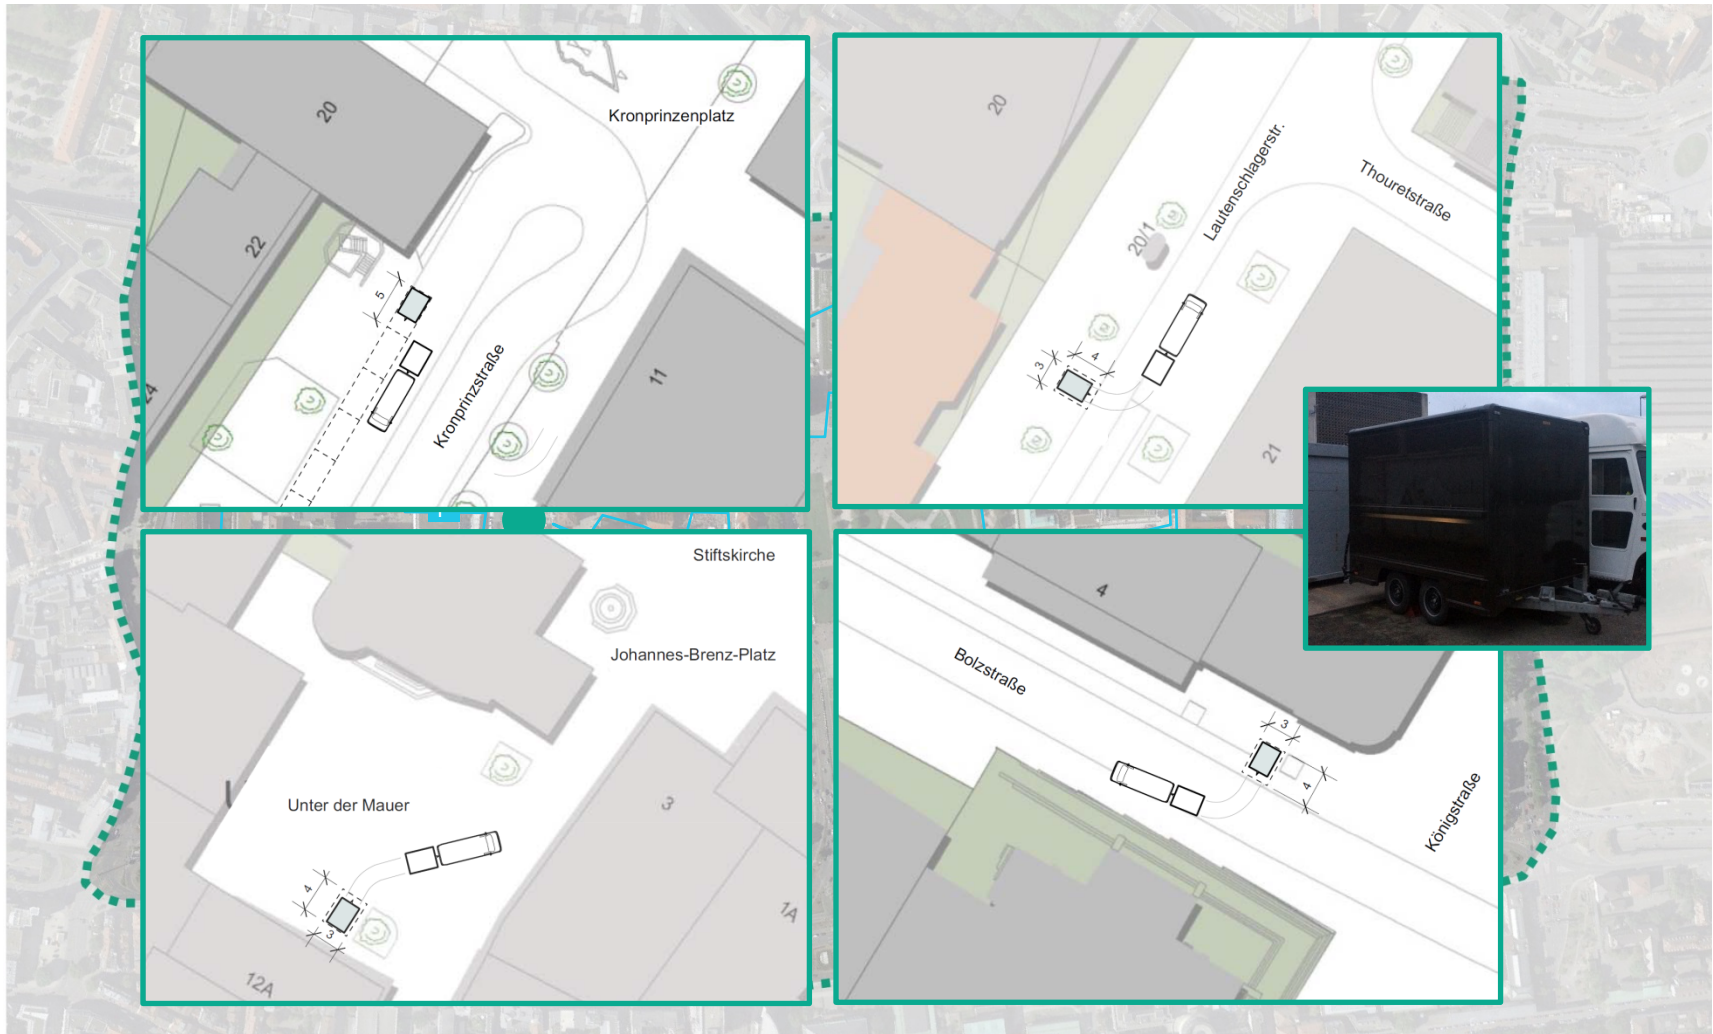 20
Kronprinzenplatz
22
5
24
Kronprinzstraße
11
20
Lautenschlagerstr.
Thouretstraße
20/1
3
4
21
Stiftskirche
Johannes-Brenz-Platz
3
Unter der Mauer
4
3
1A
12A
4
Bolzstraße
3
4
Königstraße